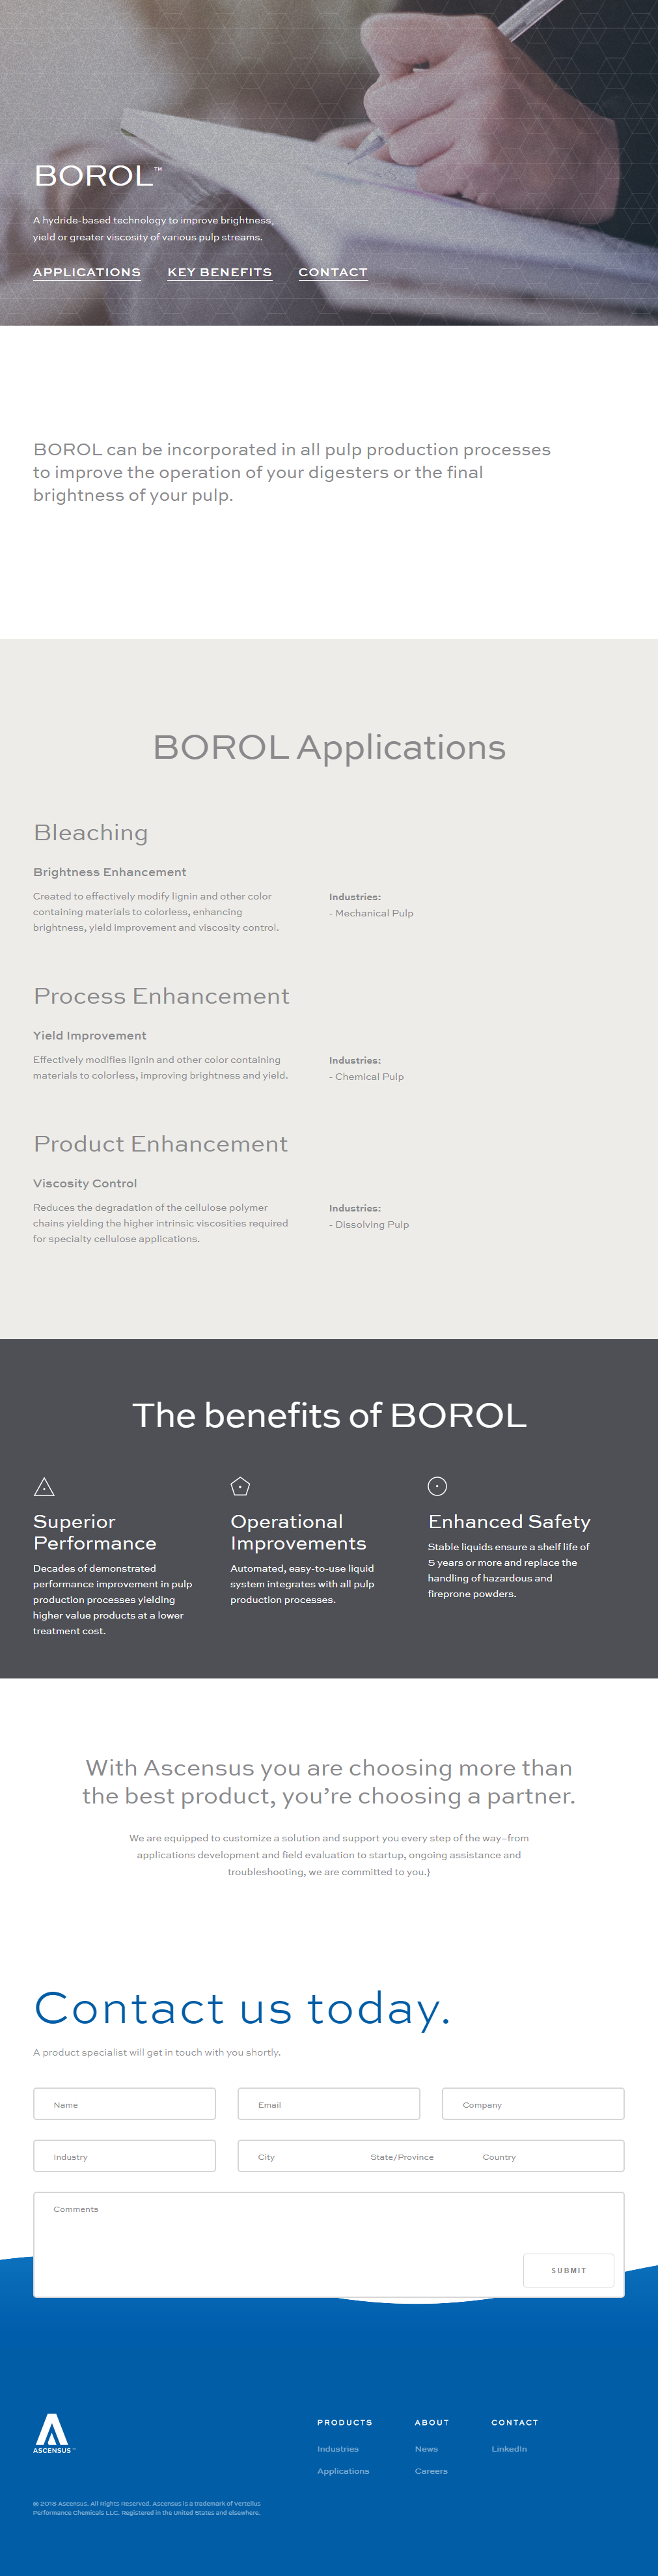 BOROL™
A hydride-based technology to improve brightness,
yield or greater viscosity of various pulp streams.
APPLICATIONS KEY BENEFITS CONTACT
BOROL can be incorporated in all pulp production processes
to improve the operation of your digesters or the final
brightness of your pulp.
BOROL Applications
Bleaching
Brightness Enhancement
Created to effectively modify lignin and other color
containing materials to colorless, enhancing
brightness, yield improvement and viscosity control.
Industries:
- Mechanical Pulp
Process Enhancement
Yield Improvement
Effectively modifies lignin and other color containing
materials to colorless, improving brightness and yield.
Industries:
- Chemical Pulp
Product Enhancement
Viscosity Control
Reduces the degradation of the cellulose polymer
chains yielding the higher intrinsic viscosities required
for specialty cellulose applications.
Industries:
- Dissolving Pulp
The benefits of BOROL
Superior
Performance
Decades of demonstrated
performance improvement in pulp
production processes yielding
higher value products at a lower
treatment cost.
Operational
Improvements
Automated, easy-to-use liquid
system integrates with all pulp
production processes.
Enhanced Safety
Stable liquids ensure a shelf life of
5 years or more and replace the
handling of hazardous and
fireprone powders.
With Ascensus you are choosing more than
the best product, you’re choosing a partner.
We are equipped to customize a solution and support you every step of the way–from
applications development and field evaluation to startup, ongoing assistance and
troubleshooting, we are committed to you.}
Contact us today.
A product specialist will get in touch with you shortly.
Name Email Company
Industry City State/Province Country
Comments
SUBMIT
ASCENSUS™
PRODUCTS ABOUT CONTACT
Industries News LinkedIn
Applications Careers
© 2018 Ascensus. All Rights Reserved. Ascensus is a trademark of Vertellus
Performance Chemicals LLC. Registered in the United States and elsewhere.